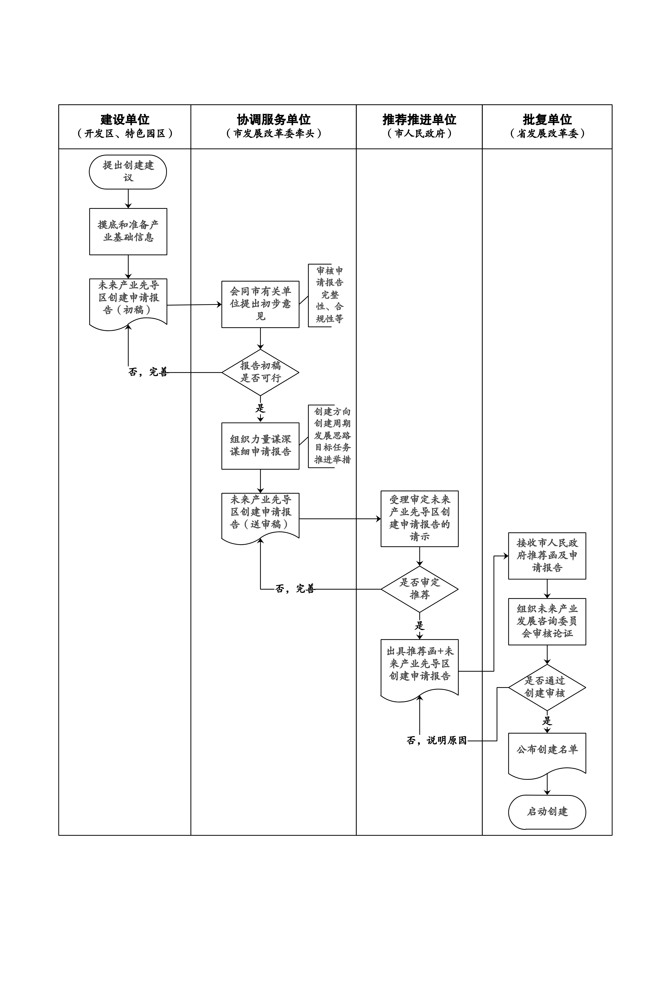 建设单位
（开发区、特色园区）
协调服务单位
（市发展改革委牵头）
推荐推进单位
（市人民政府）
批复单位
（省发展改革委）
提出创建建
议
摸底和准备产
业基础信息
未来产业先导
区创建申请报
告（初稿）
会同市有关单
位提出初步意
见
审核申
请报告
完整
性、合
规性等
报告初稿
是否可行
否，完善
是
组织力量谋深
谋细申请报告
创建方向
创建周期
发展思路
目标任务
推进举措
未来产业先导
区创建申请报
告（送审稿）
受理审定未来
产业先导区创
建申请报告的
请示
是否审定
推荐
否，完善
是
出具推荐函+未
来产业先导区
创建申请报告
接收市人民政
府推荐函及申
请报告
组织未来产业
发展咨询委员
会审核论证
是否通过
创建审核
否，说明原因
是
公布创建名单
启动创建